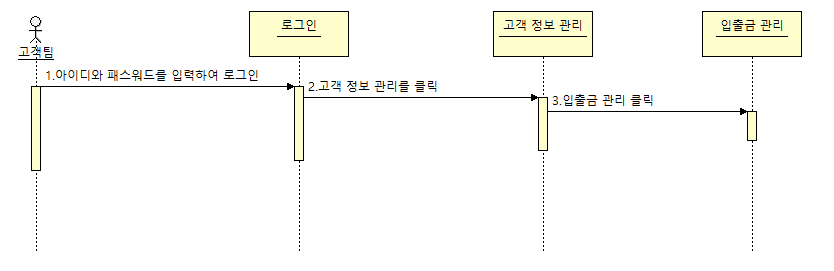 고객팀
로그인
고객 정보 관리
입출금 관리
1.아이디와 패스워드를 입력하여 로그인
2.고객 정보 관리를 클릭
3.입출금 관리 클릭